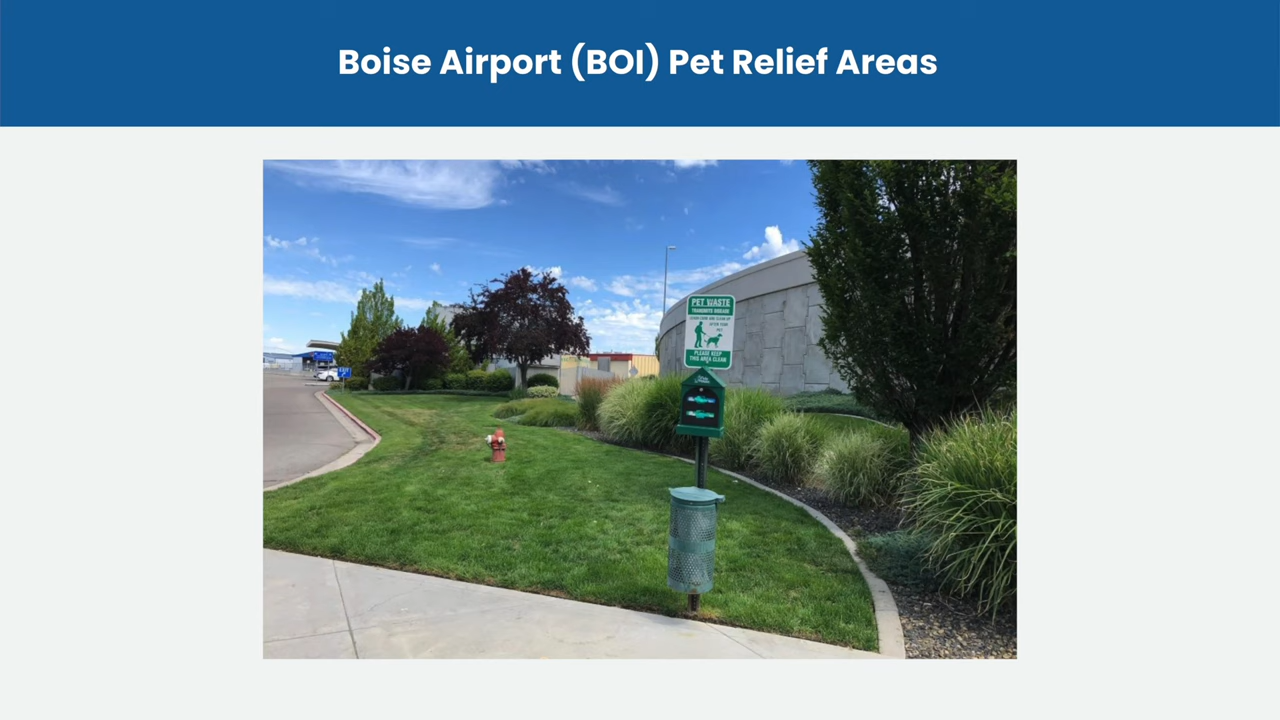 Boise Airport (BOI) Pet Relief Areas
PET WASTE
TRANSMITS DISEASE
PLEASE KEEP
THIS AREA CLEAN